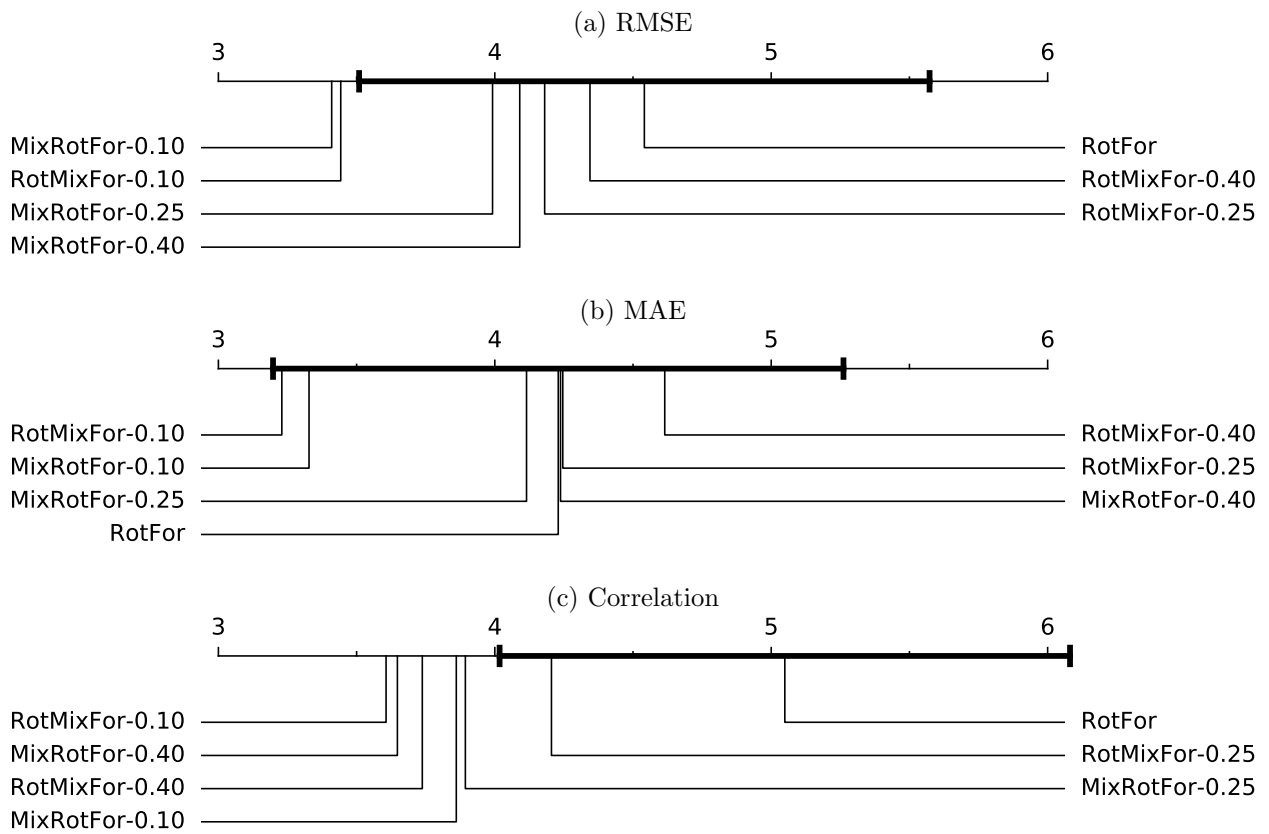 (a) RMSE
3 4 5 6
MixRotFor-0.10 RotFor
RotMixFor-0.10 RotMixFor-0.40
MixRotFor-0.25 RotMixFor-0.25
MixRotFor-0.40
(b) MAE
3 4 5 6
RotMixFor-0.10 RotMixFor-0.40
MixRotFor-0.10 RotMixFor-0.25
MixRotFor-0.25 MixRotFor-0.40
RotFor
(c) Correlation
3 4 5 6
RotMixFor-0.10 RotFor
MixRotFor-0.40 RotMixFor-0.25
RotMixFor-0.40 MixRotFor-0.25
MixRotFor-0.10